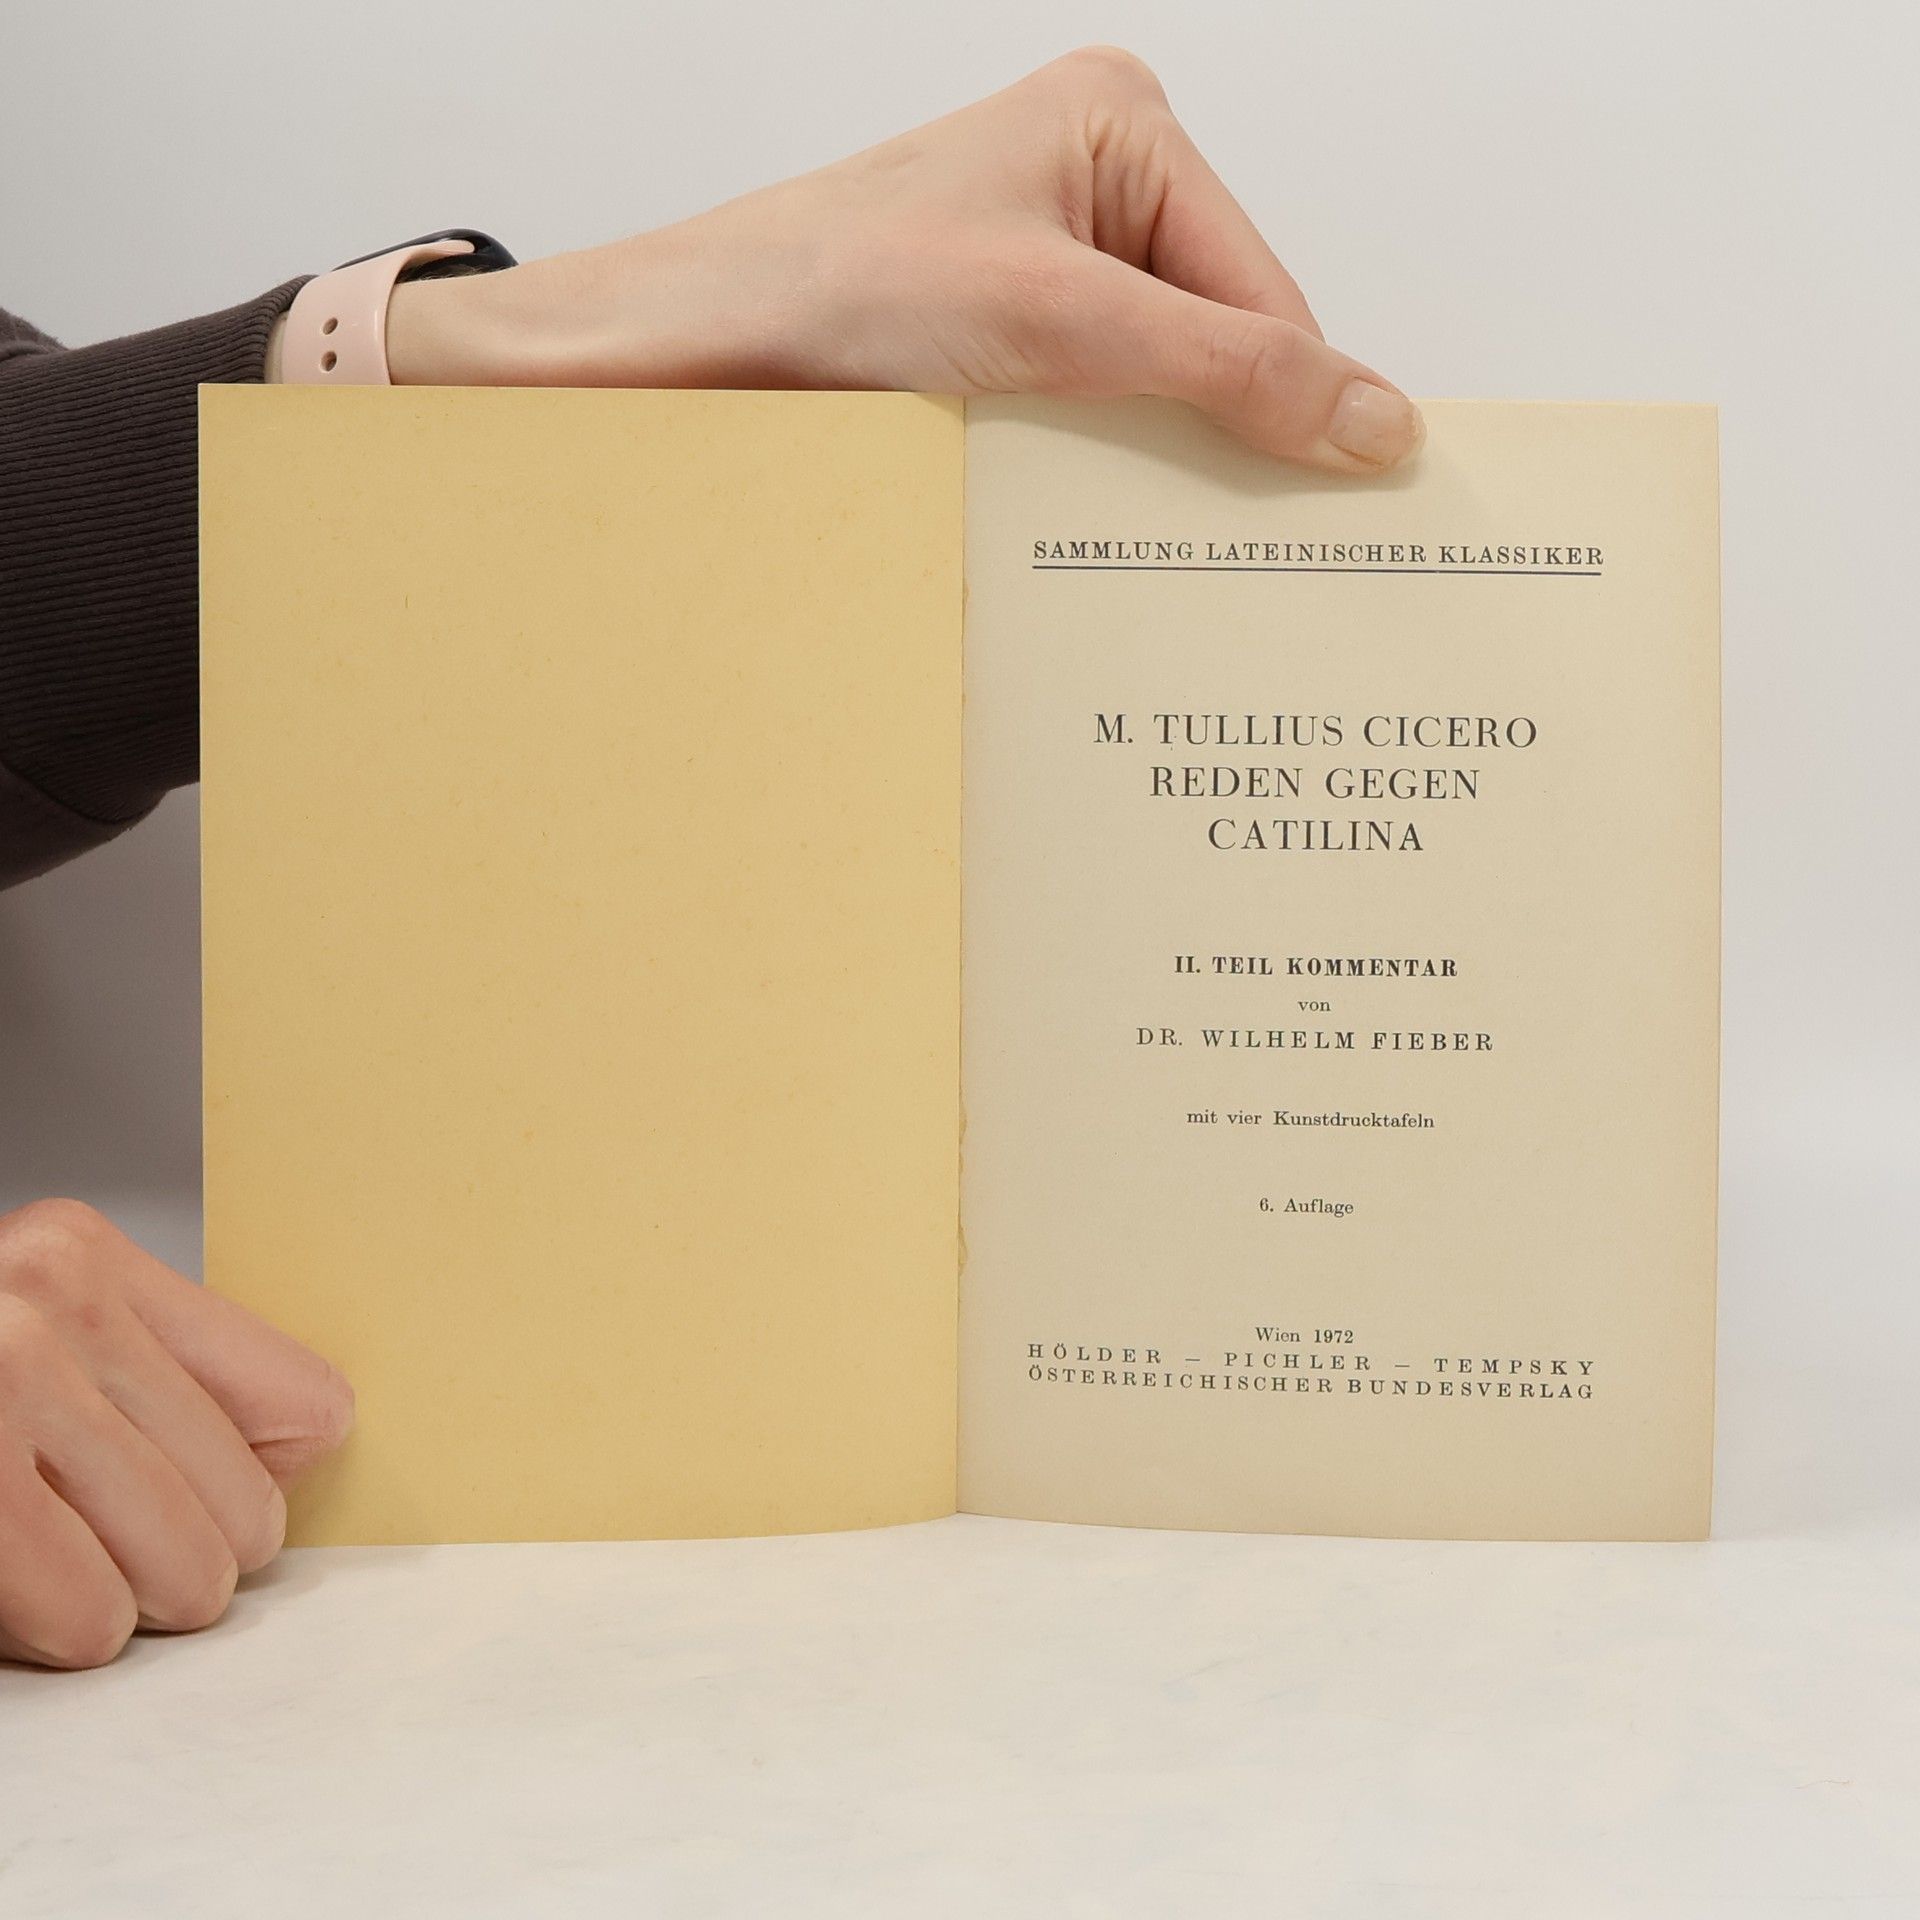 SAMMLUNG LATEINISCHER KLASSIKER
M. TULLIUS CICERO
REDEN GEGEN
CATILINA
II. TEIL KOMMENTAR
von
DR. WILHELM FIEBER
mit vier Kunstdrucktafeln
6. Auflage
Wien 1972
HÖLDER — PICHLER — TEMPSKY
ÖSTERREICHISCHER BUNDESVERLAG